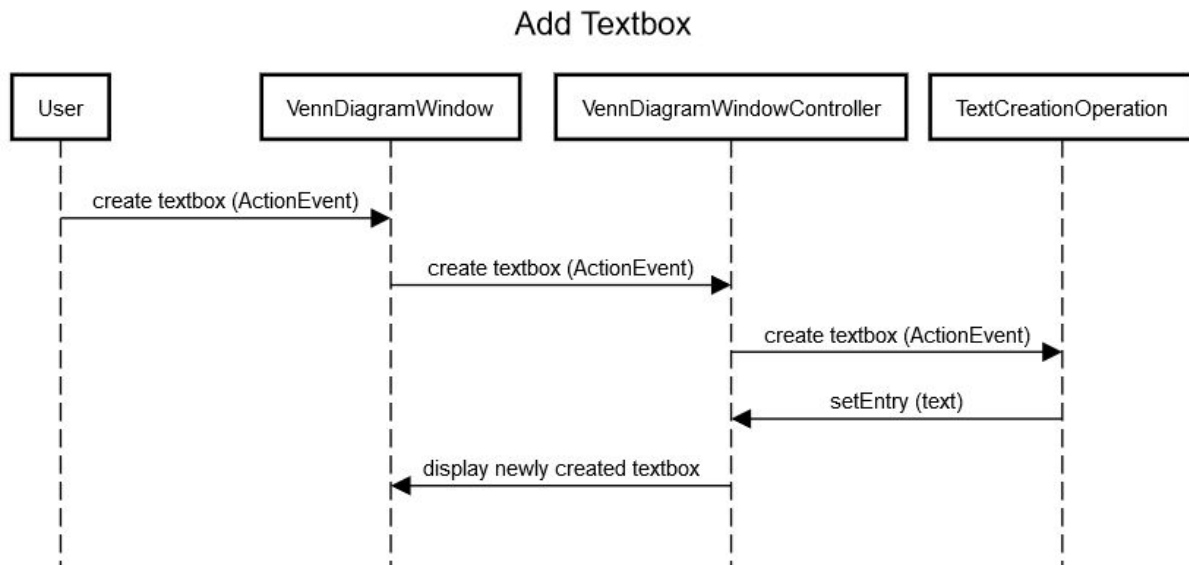 Add Textbox
User
VennDiagramWindow
VennDiagramWindowController
TextCreationOperation
create textbox (ActionEvent)
create textbox (ActionEvent)
create textbox (ActionEvent)
setEntry (text)
display newly created textbox